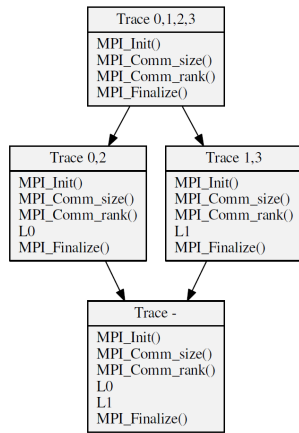 Trace 0,1,2,3
MPI_Init()
MPI_Comm_size()
MPI_Comm_rank()
MPI_Finalize()
Trace 0,2
MPI_Init()
MPI_Comm_size()
MPI_Comm_rank()
L0
MPI_Finalize()
Trace 1,3
MPI_Init()
MPI_Comm_size()
MPI_Comm_rank()
L1
MPI_Finalize()
Trace -
MPI_Init()
MPI_Comm_size()
MPI_Comm_rank()
L0
L1
MPI_Finalize()